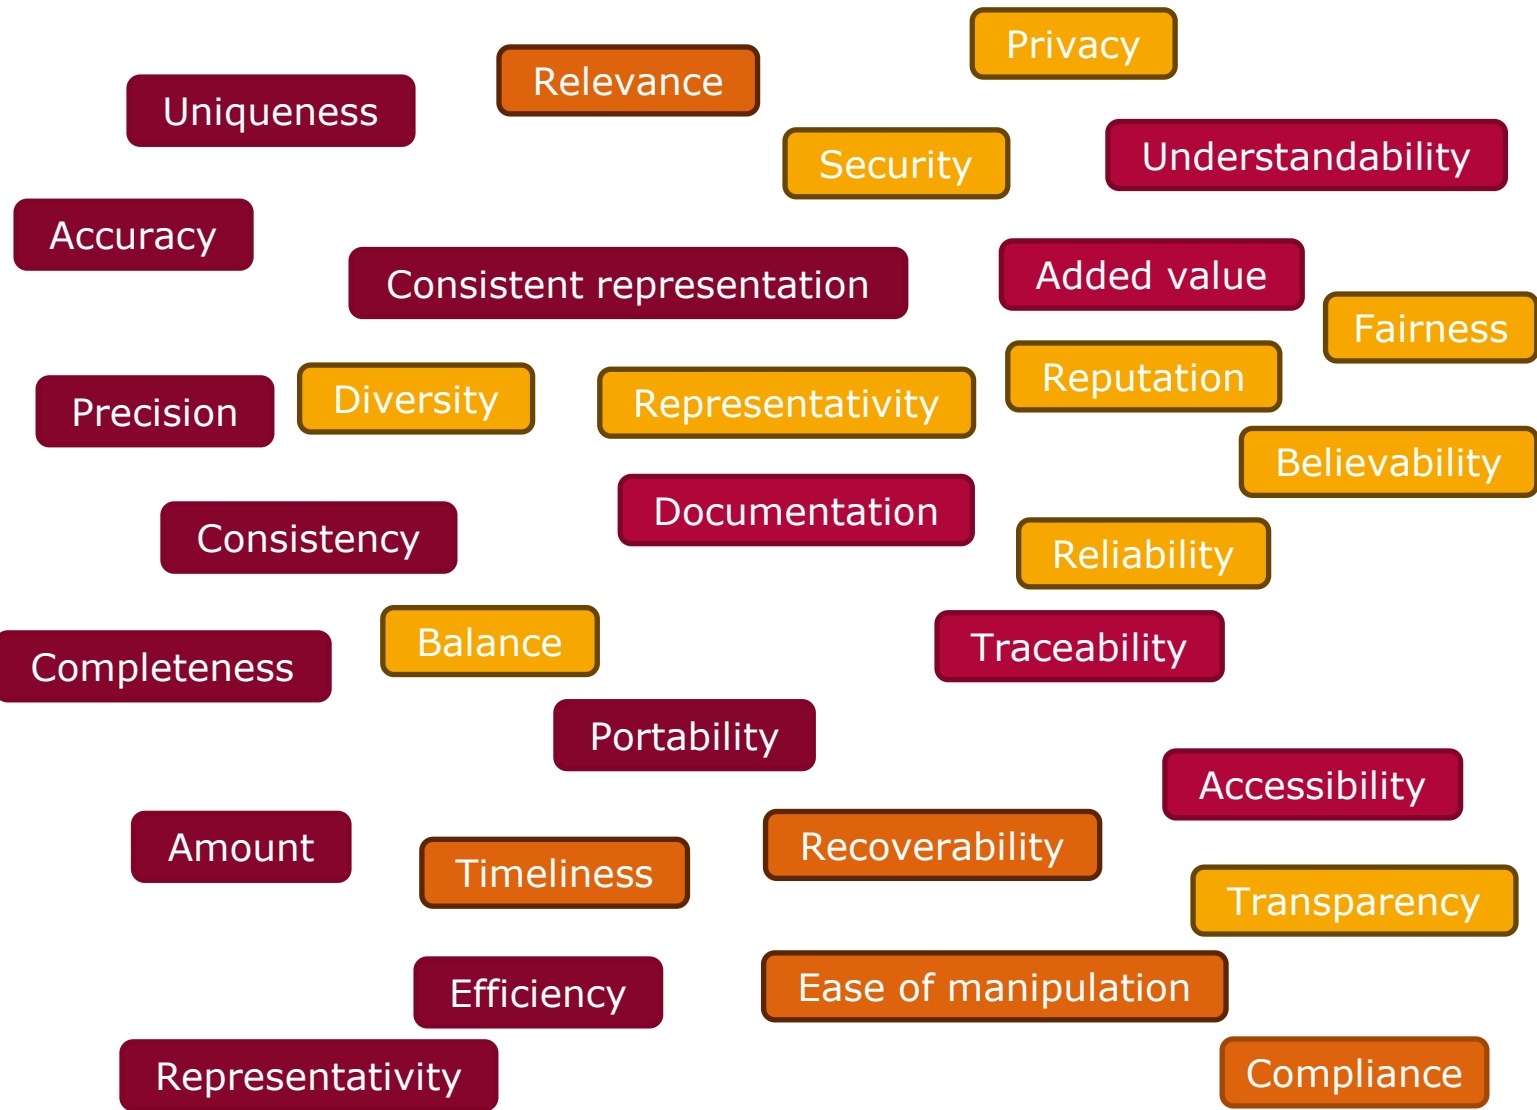 Privacy
Relevance
Uniqueness
Security
Understandability
Accuracy
Consistent representation
Added value
Fairness
Precision
Diversity
Representativity
Reputation
Believability
Documentation
Consistency
Reliability
Balance
Traceability
Completeness
Portability
Accessibility
Amount
Timeliness
Recoverability
Transparency
Efficiency
Ease of manipulation
Representativity
Compliance